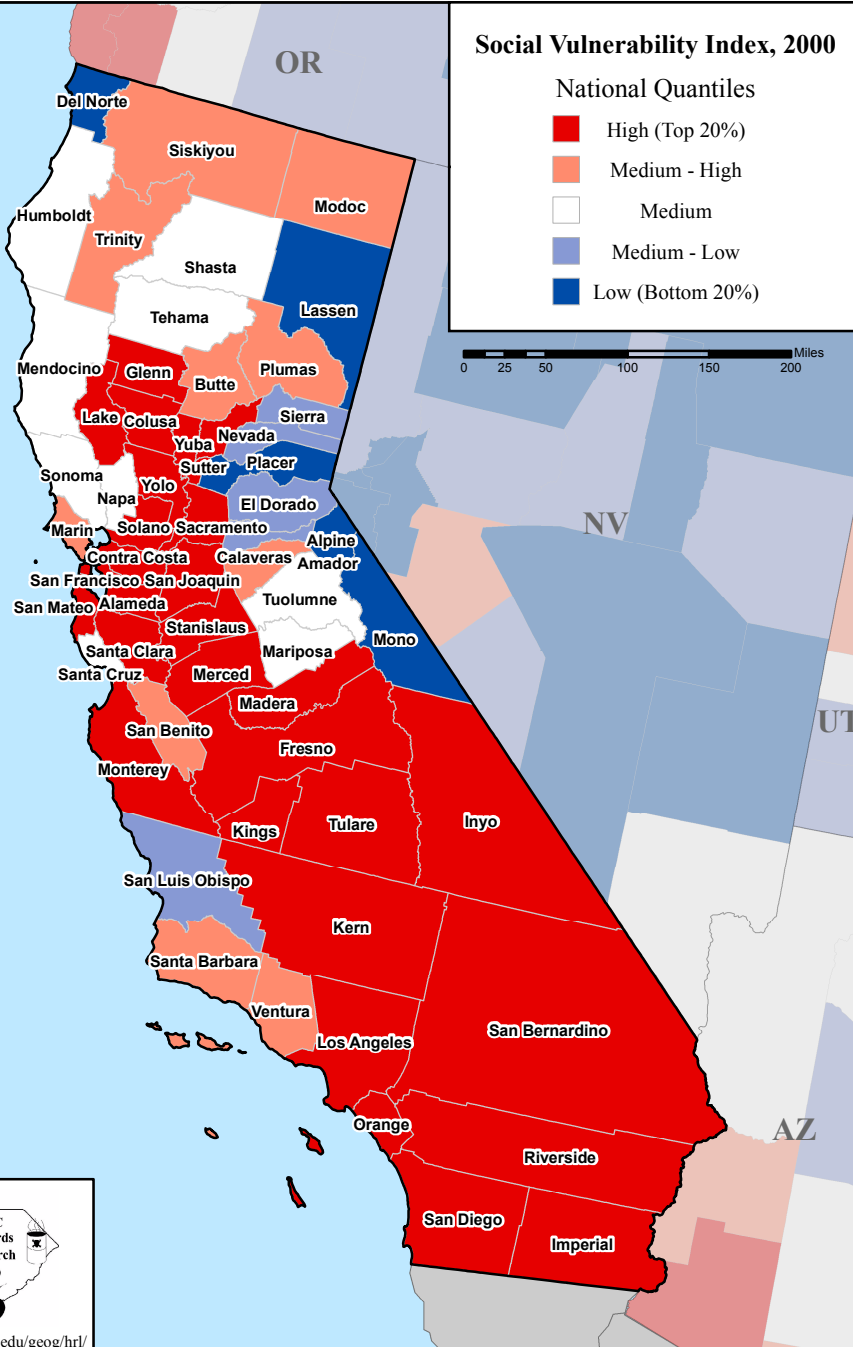 Social Vulnerability Index, 2000
National Quantiles
High (Top 20%)
Medium - High
Medium
Medium - Low
Low (Bottom 20%)
Miles
0 25 50 100 150 200
OR
NV
UT
AZ
Del Norte
Siskiyou
Modoc
Humboldt
Trinity
Shasta
Lassen
Tehama
Mendocino
Glenn
Butte
Plumas
Lake
Colusa
Yuba
Nevada
Sierra
Sutter
Placer
Sonoma
Napa
Yolo
El Dorado
Marin
Solano
Sacramento
Alpine
Contra Costa
Calaveras
Amador
San Francisco
San Joaquin
San Mateo
Alameda
Tuolumne
Stanislaus
Santa Clara
Mariposa
Mono
Santa Cruz
Merced
Madera
San Benito
Fresno
Monterey
Kings
Tulare
Inyo
San Luis Obispo
Kern
Santa Barbara
Ventura
Los Angeles
San Bernardino
Orange
Riverside
San Diego
Imperial
edu/geog/hrl/